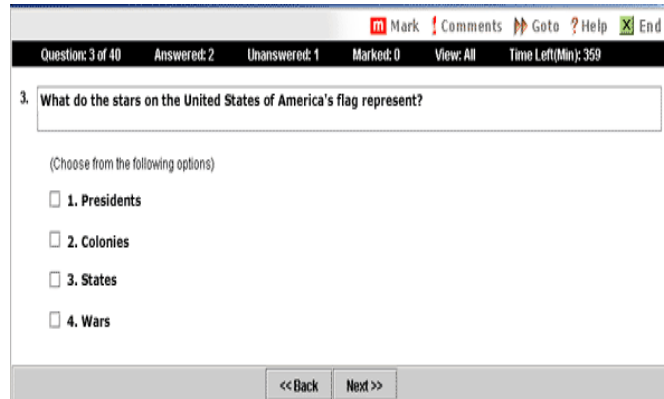 m Mark ! Comments Goto ? Help X End
Question: 3 of 40 Answered: 2 Unanswered: 1 Marked: 0 View: All Time Left(Min): 359
3. What do the stars on the United States of America's flag represent?
(Choose from the following options)
1. Presidents
2. Colonies
3. States
4. Wars
<< Back Next >>